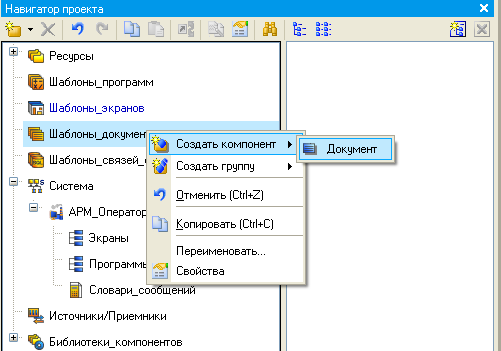 Навигатор проекта
Ресурсы
Шаблоны_программ
Шаблоны_экранов
Шаблоны_докумен
Создать компонент
Документ
Шаблоны_связей_
Создать группу
Система
Отменить (Ctrl+Z)
АРМ_Оператор
Копировать (Ctrl+C)
Экраны
Переименовать...
Программы
Свойства
Словари_сообщений
Источники/Приемники
Библиотеки_компонентов